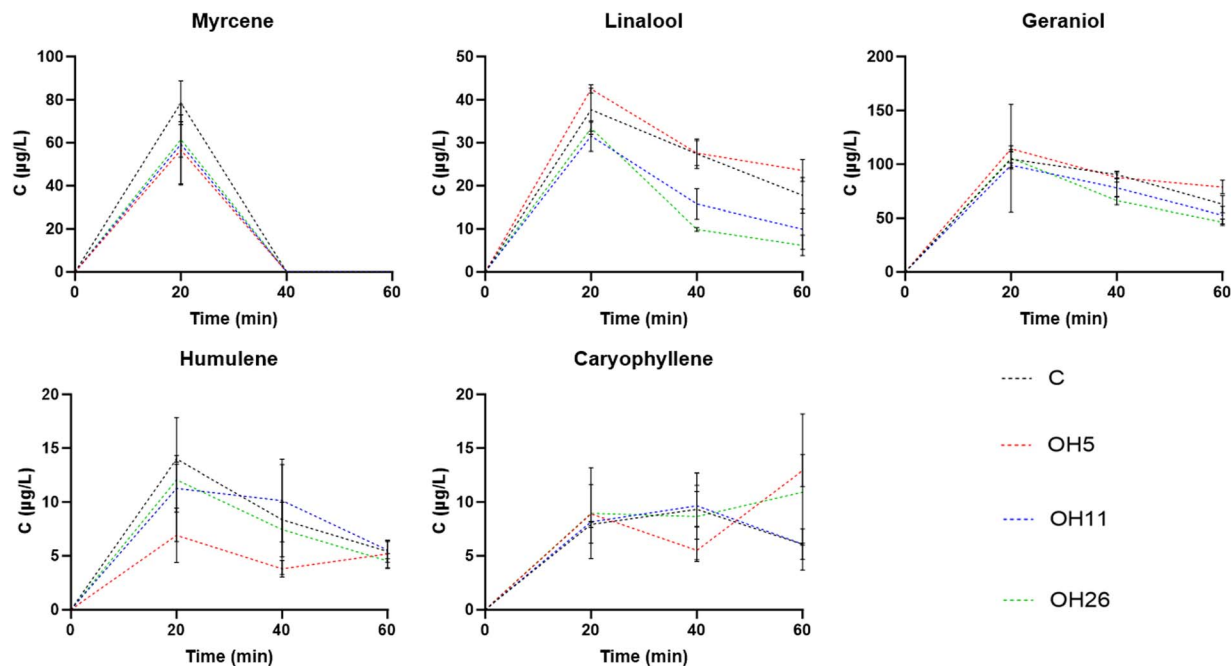 Myrcene
100
80
60
40
20
0
C (µg/L)
0 20 40 60
Time (min)
Linalool
50
40
30
20
10
0
C (µg/L)
0 20 40 60
Time (min)
Geraniol
200
150
100
50
0
C (µg/L)
0 20 40 60
Time (min)
Humulene
20
15
10
5
0
C (µg/L)
0 20 40 60
Time (min)
Caryophyllene
20
15
10
5
0
C (µg/L)
0 20 40 60
Time (min)
C
OH5
OH11
OH26